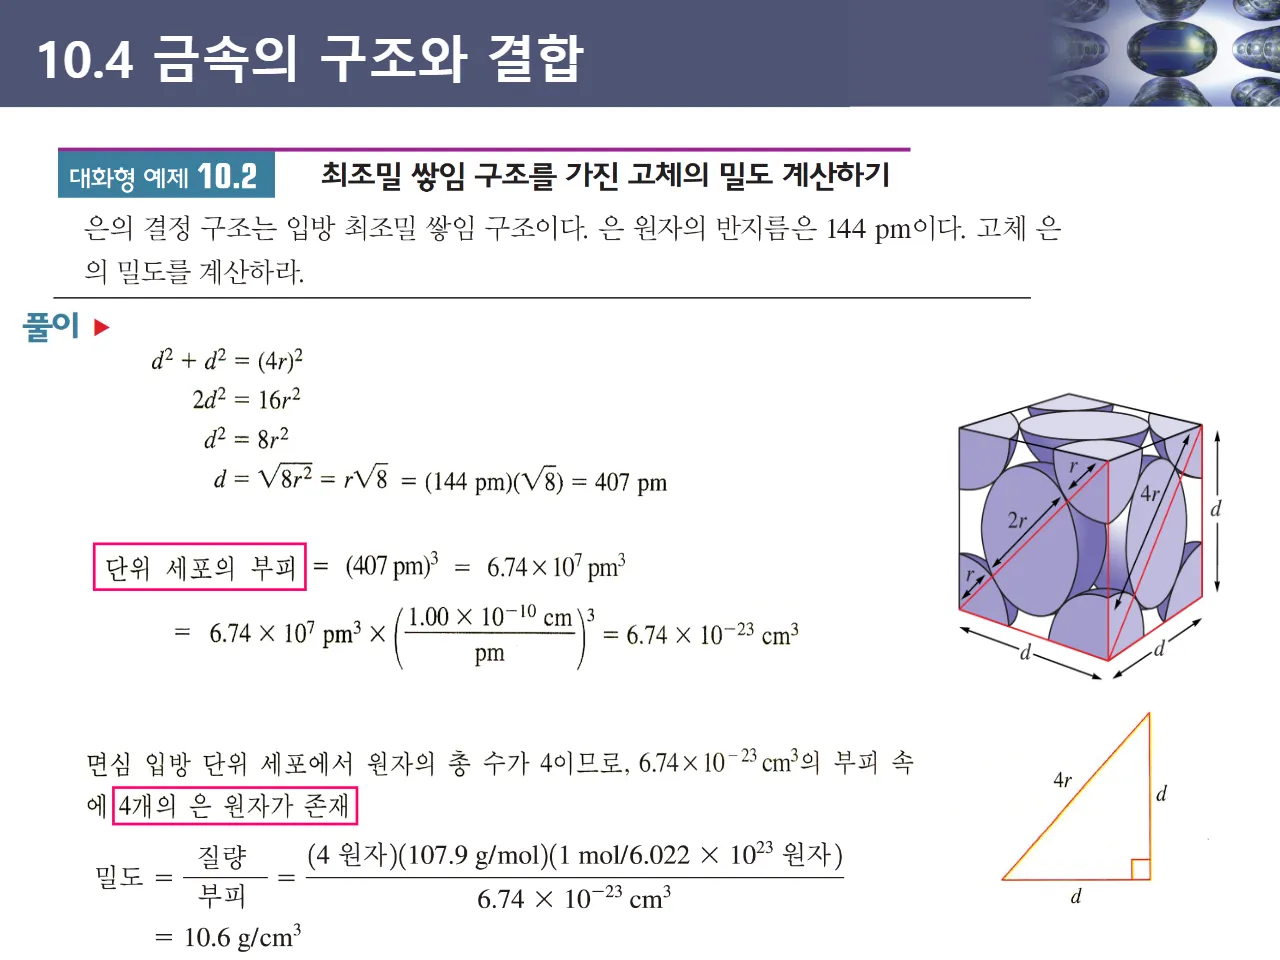 10.4 금속의 구조와 결합
대화형 예제 10.2 최조밀 쌓임 구조를 가진 고체의 밀도 계산하기
은의 결정 구조는 입방 최조밀 쌓임 구조이다. 은 원자의 반지름은 144 pm이다. 고체 은
의 밀도를 계산하라.
풀이 ▶
d² + d² = (4r)²
2d² = 16r²
d² = 8r²
d = √8r² = r√8 = (144 pm)(√8) = 407 pm
단위 세포의 부피 = (407 pm)³ = 6.74×10⁷ pm³
= 6.74 × 10⁷ pm³ × (1.00 × 10⁻¹⁰ cm / pm)³ = 6.74 × 10⁻²³ cm³
면심 입방 단위 세포에서 원자의 총 수가 4이므로, 6.74×10⁻²³ cm³의 부피 속
에 4개의 은 원자가 존재
밀도 = 질량 / 부피 = (4 원자)(107.9 g/mol)(1 mol/6.022 × 10²³ 원자) / 6.74 × 10⁻²³ cm³
= 10.6 g/cm³
r
4r
2r
d
r
d
d
4r
d
d